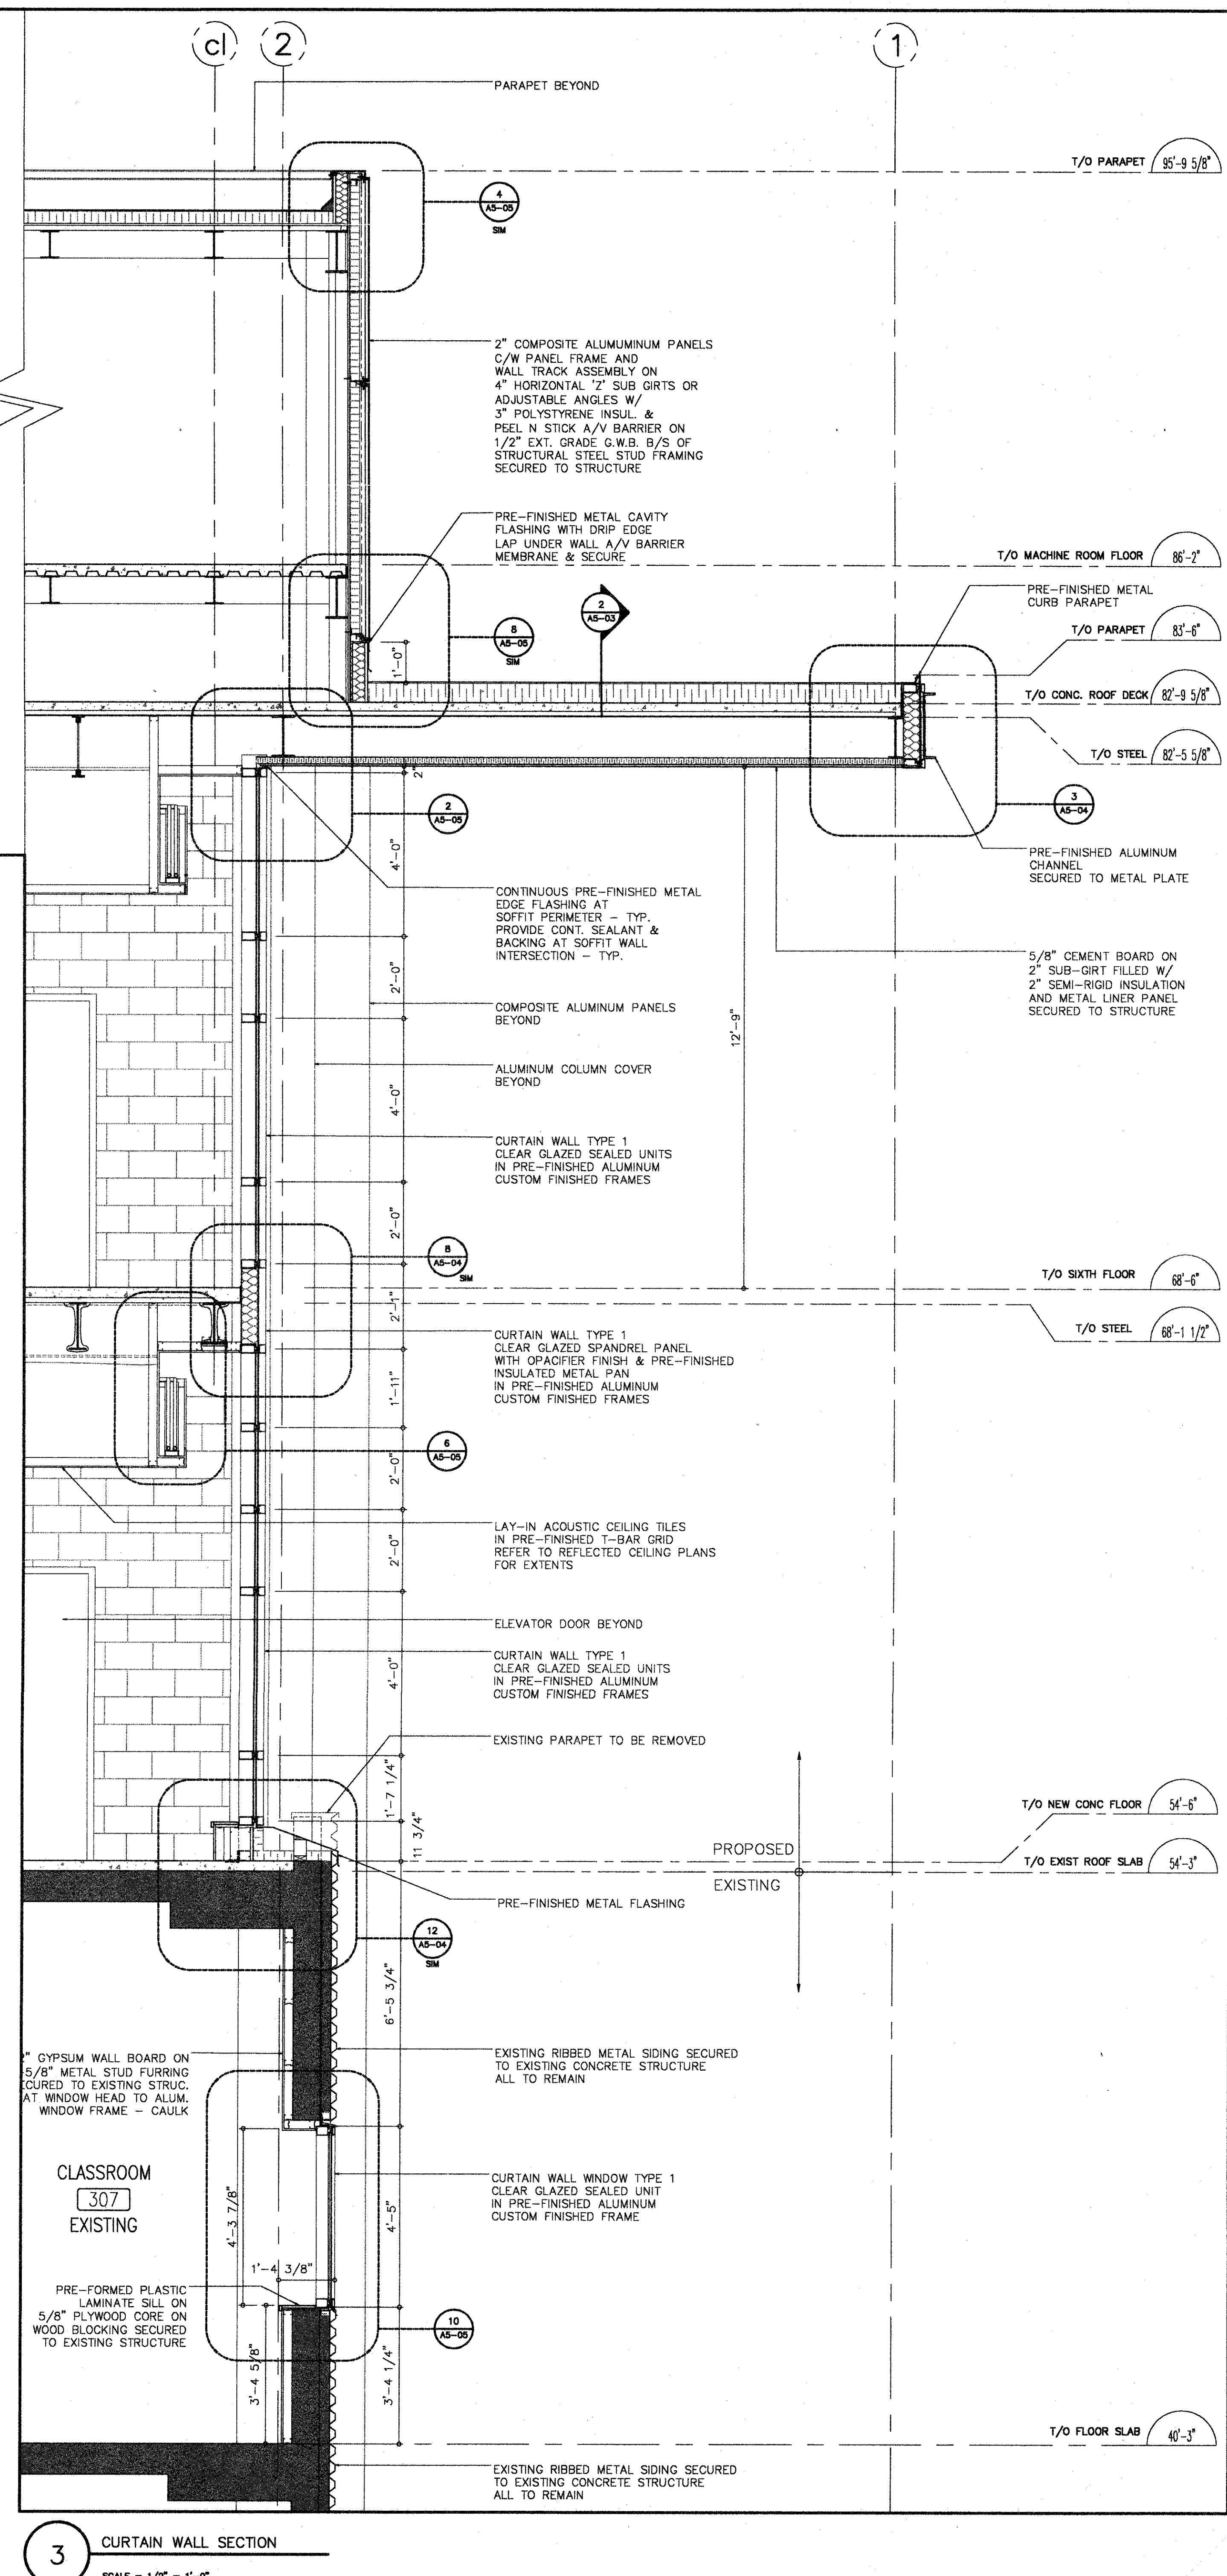 cl
2
1
PARAPET BEYOND
T/O PARAPET 95'-9 5/8"
4
A5-05
SIM
2" COMPOSITE ALUMUMINUM PANELS
C/W PANEL FRAME AND
WALL TRACK ASSEMBLY ON
4" HORIZONTAL 'Z' SUB GIRTS OR
ADJUSTABLE ANGLES W/
3" POLYSTYRENE INSUL. &
PEEL N STICK A/V BARRIER ON
1/2" EXT. GRADE G.W.B. B/S OF
STRUCTURAL STEEL STUD FRAMING
SECURED TO STRUCTURE
PRE-FINISHED METAL CAVITY
FLASHING WITH DRIP EDGE
LAP UNDER WALL A/V BARRIER
MEMBRANE & SECURE
T/O MACHINE ROOM FLOOR 86'-2"
PRE-FINISHED METAL
CURB PARAPET
2
A5-03
8
A5-05
SIM
1'-0"
T/O PARAPET 83'-6"
T/O CONC. ROOF DECK 82'-9 5/8"
T/O STEEL 82'-5 5/8"
2"
2
A5-05
3
A5-04
4'-0"
PRE-FINISHED ALUMINUM
CHANNEL
SECURED TO METAL PLATE
CONTINUOUS PRE-FINISHED METAL
EDGE FLASHING AT
SOFFIT PERIMETER - TYP.
PROVIDE CONT. SEALANT &
BACKING AT SOFFIT WALL
INTERSECTION - TYP.
5/8" CEMENT BOARD ON
2" SUB-GIRT FILLED W/
2" SEMI-RIGID INSULATION
AND METAL LINER PANEL
SECURED TO STRUCTURE
2'-0"
COMPOSITE ALUMINUM PANELS
BEYOND
12'-9"
ALUMINUM COLUMN COVER
BEYOND
4'-0"
CURTAIN WALL TYPE 1
CLEAR GLAZED SEALED UNITS
IN PRE-FINISHED ALUMINUM
CUSTOM FINISHED FRAMES
2'-0"
8
A5-04
SIM
T/O SIXTH FLOOR 68'-6"
2'-1"
T/O STEEL 68'-1 1/2"
CURTAIN WALL TYPE 1
CLEAR GLAZED SPANDREL PANEL
WITH OPACIFIER FINISH & PRE-FINISHED
INSULATED METAL PAN
IN PRE-FINISHED ALUMINUM
CUSTOM FINISHED FRAMES
1'-11"
6
A5-05
2'-0"
LAY-IN ACOUSTIC CEILING TILES
IN PRE-FINISHED T-BAR GRID
REFER TO REFLECTED CEILING PLANS
FOR EXTENTS
2'-0"
ELEVATOR DOOR BEYOND
4'-0"
CURTAIN WALL TYPE 1
CLEAR GLAZED SEALED UNITS
IN PRE-FINISHED ALUMINUM
CUSTOM FINISHED FRAMES
EXISTING PARAPET TO BE REMOVED
1'-7 1/4"
T/O NEW CONC FLOOR 54'-6"
11 3/4"
PROPOSED
EXISTING
T/O EXIST ROOF SLAB 54'-3"
PRE-FINISHED METAL FLASHING
12
A5-04
SIM
6'-5 3/4"
" GYPSUM WALL BOARD ON
5/8" METAL STUD FURRING
CURED TO EXISTING STRUC.
AT WINDOW HEAD TO ALUM.
WINDOW FRAME - CAULK
EXISTING RIBBED METAL SIDING SECURED
TO EXISTING CONCRETE STRUCTURE
ALL TO REMAIN
CLASSROOM
307
EXISTING
CURTAIN WALL WINDOW TYPE 1
CLEAR GLAZED SEALED UNIT
IN PRE-FINISHED ALUMINUM
CUSTOM FINISHED FRAME
4'-3 7/8"
4'-5"
1'-4 3/8"
PRE-FORMED PLASTIC
LAMINATE SILL ON
5/8" PLYWOOD CORE ON
WOOD BLOCKING SECURED
TO EXISTING STRUCTURE
10
A5-05
3'-4 5/8"
3'-4 1/4"
T/O FLOOR SLAB 40'-3"
EXISTING RIBBED METAL SIDING SECURED
TO EXISTING CONCRETE STRUCTURE
ALL TO REMAIN
3
CURTAIN WALL SECTION
SCALE = 1/2" = 1'-0"